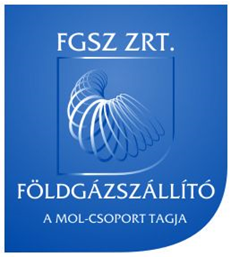 FGSZ ZRT.
FÖLDGÁZSZÁLLÍTÓ
A MOL-CSOPORT TAGJA